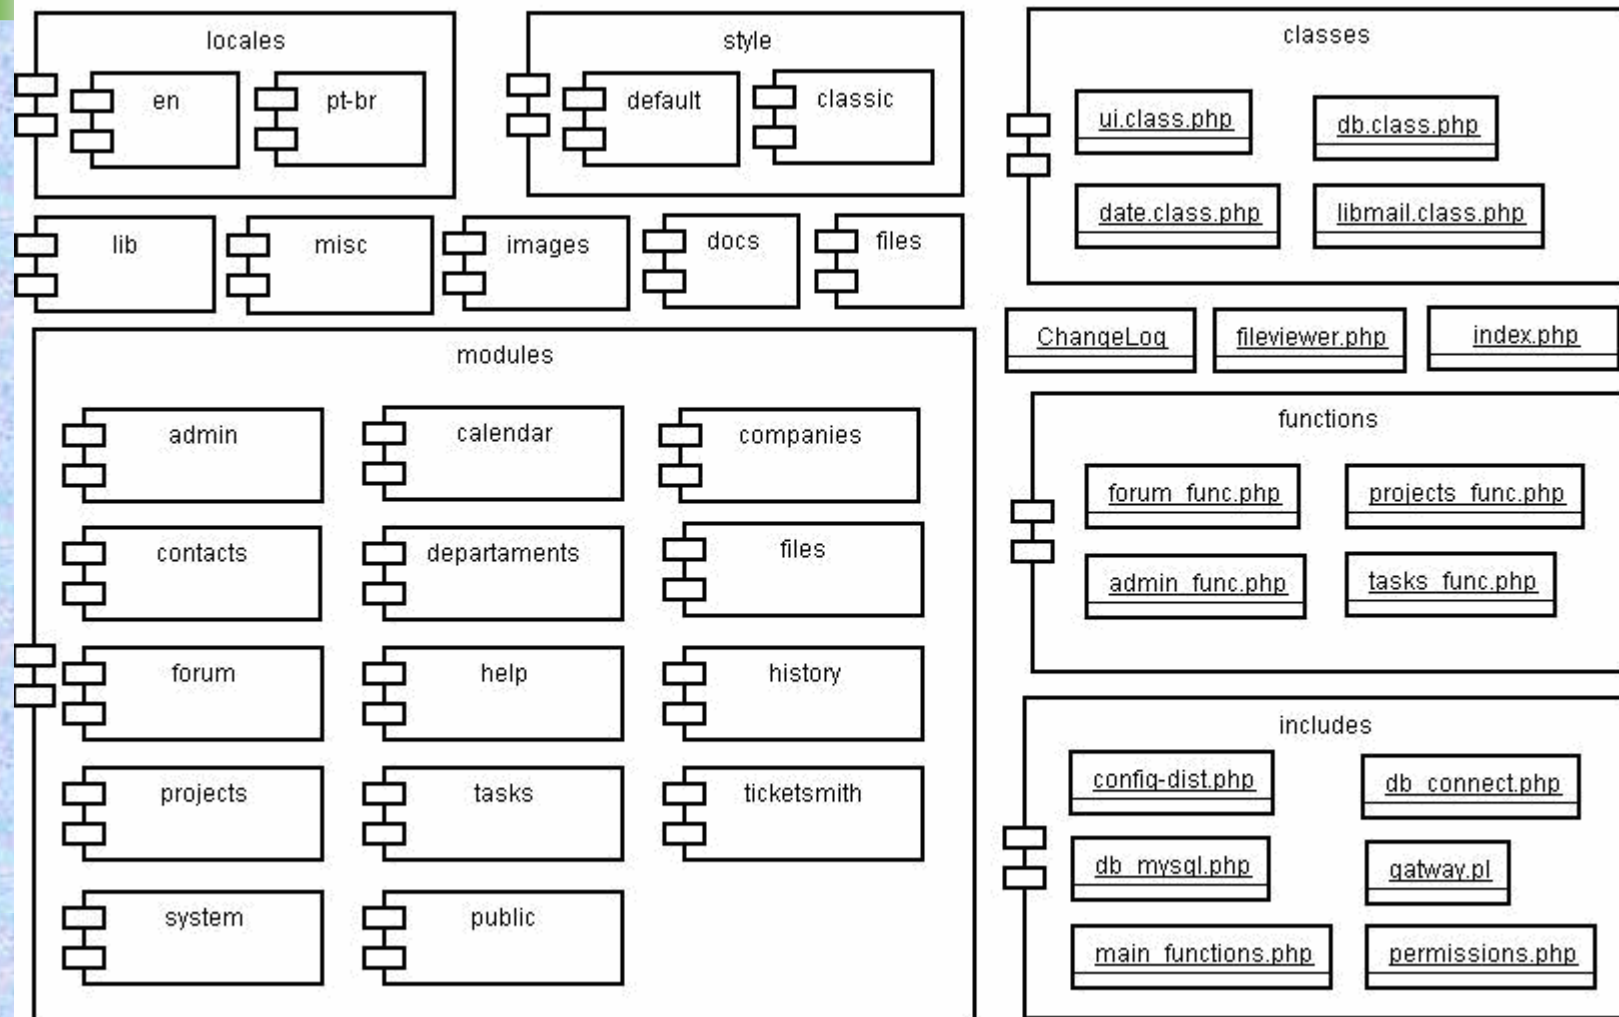 locales
en
pt-br
style
default
classic
classes
ui.class.php
db.class.php
date.class.php
libmail.class.php
lib
misc
images
docs
files
ChangeLog
fileviewer.php
index.php
modules
admin
calendar
companies
contacts
departaments
files
forum
help
history
projects
tasks
ticketsmith
system
public
functions
forum_func.php
projects_func.php
admin_func.php
tasks_func.php
includes
config-dist.php
db_connect.php
db_mysql.php
gatway.pl
main_functions.php
permissions.php